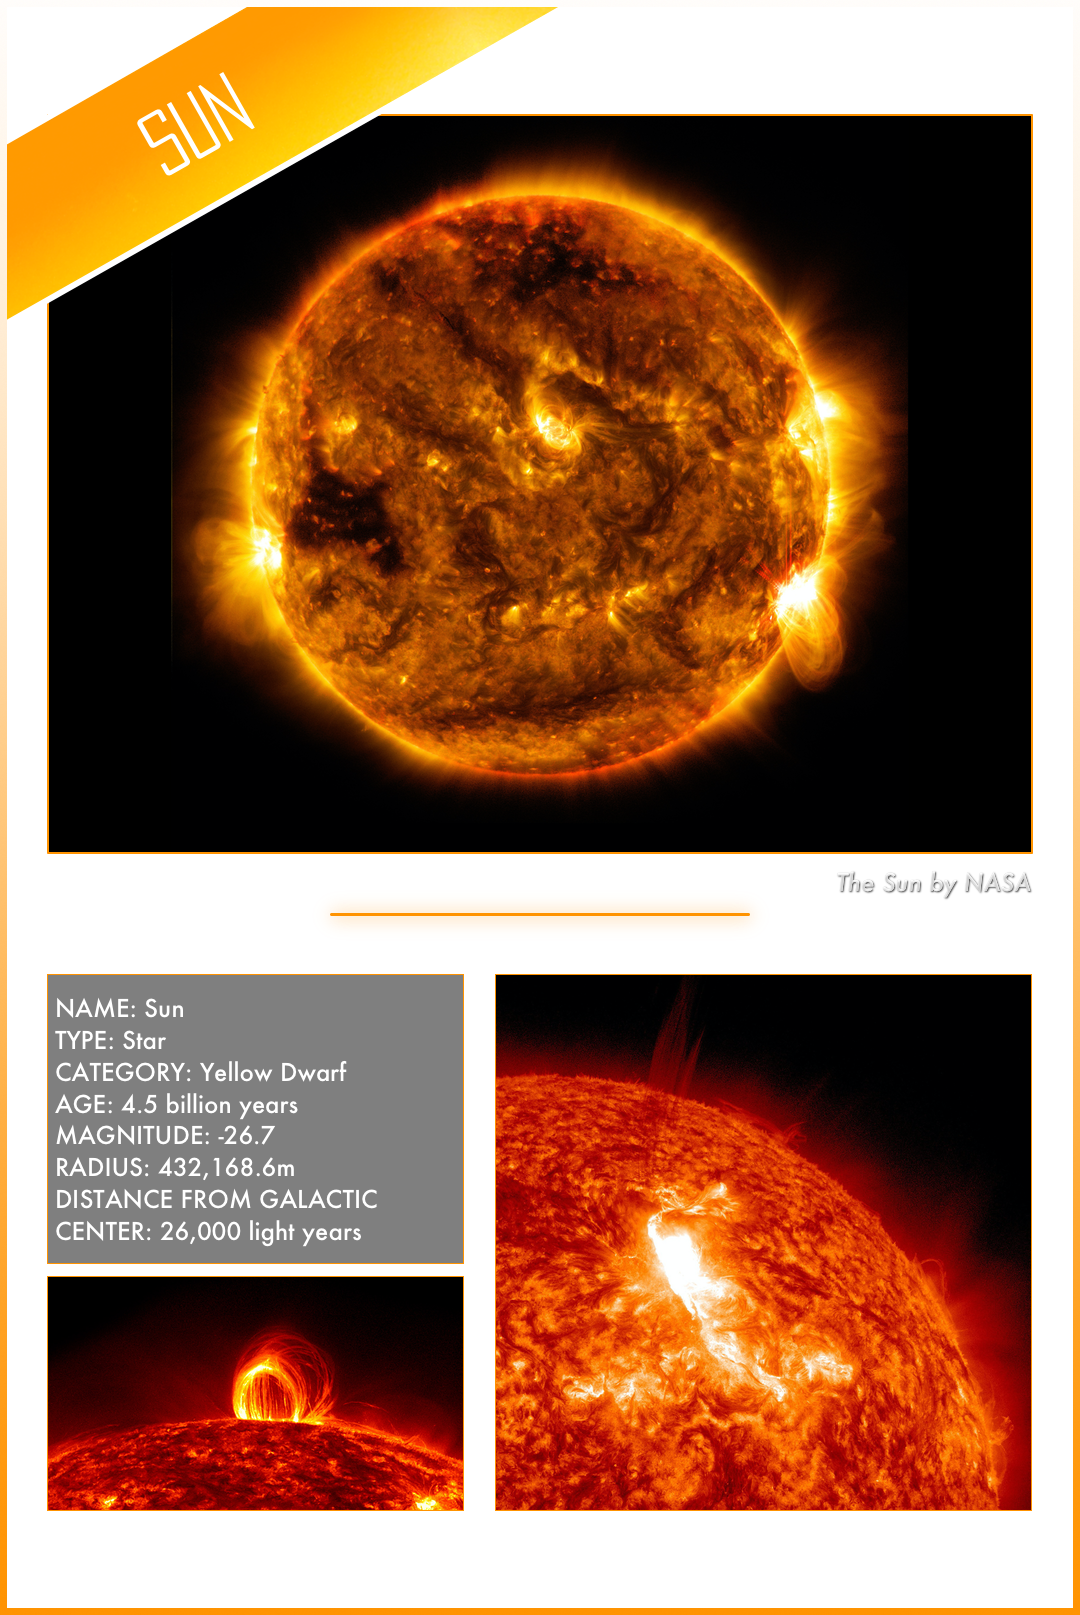 SUN
The Sun by NASA
NAME: Sun
TYPE: Star
CATEGORY: Yellow Dwarf
AGE: 4.5 billion years
MAGNITUDE: -26.7
RADIUS: 432,168.6m
DISTANCE FROM GALACTIC
CENTER: 26,000 light years